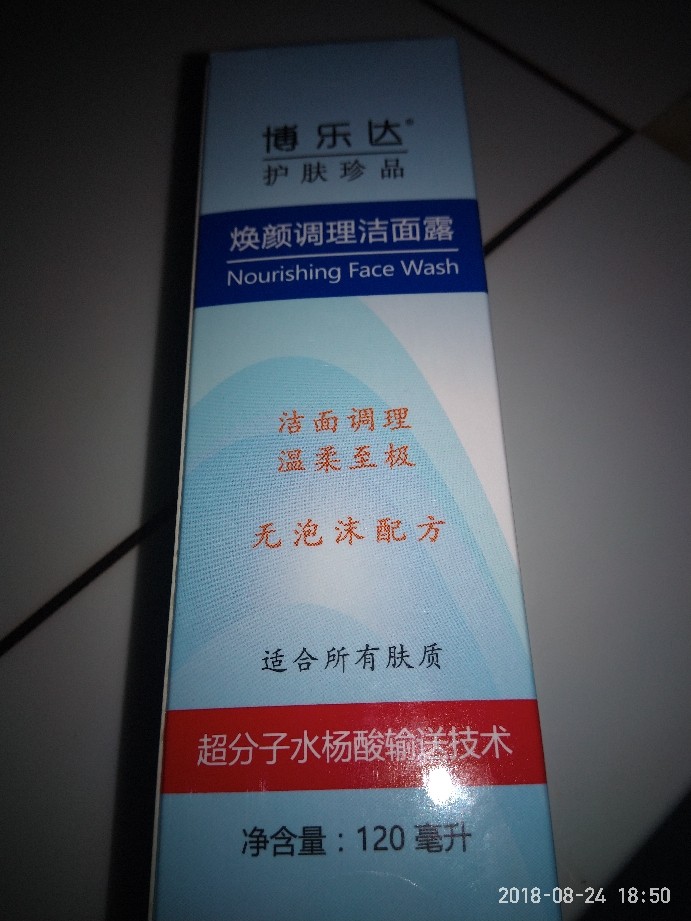 博乐达®
护肤珍品
焕颜调理洁面露
Nourishing Face Wash
洁面调理
温柔至极
无泡沫配方
适合所有肤质
超分子水杨酸输送技术
净含量：120 毫升
2018-08-24 18:50